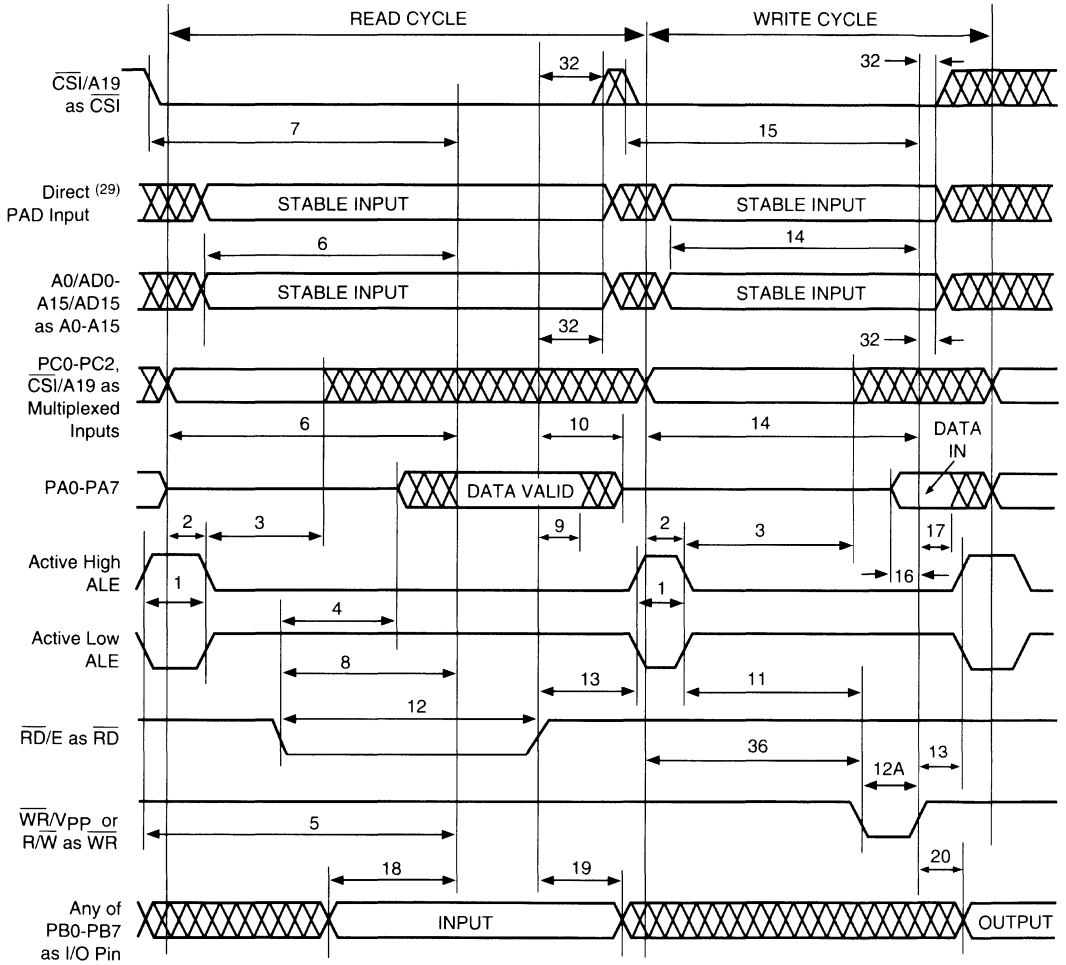 READ CYCLE
WRITE CYCLE
32
32
CSI/A19
as CSI
7
15
Direct (29)
PAD Input
STABLE INPUT
STABLE INPUT
6
14
A0/AD0-
A15/AD15
as A0-A15
STABLE INPUT
STABLE INPUT
32
32
PC0-PC2,
CSI/A19 as
Multiplexed
Inputs
6
10
14
DATA
IN
PA0-PA7
DATA VALID
2
3
9
2
3
17
Active High
ALE
1
1
16
4
Active Low
ALE
8
13
11
12
RD/E as RD
36
12A
13
WR/VPP or
R/W as WR
5
18
19
20
Any of
PB0-PB7
as I/O Pin
INPUT
OUTPUT